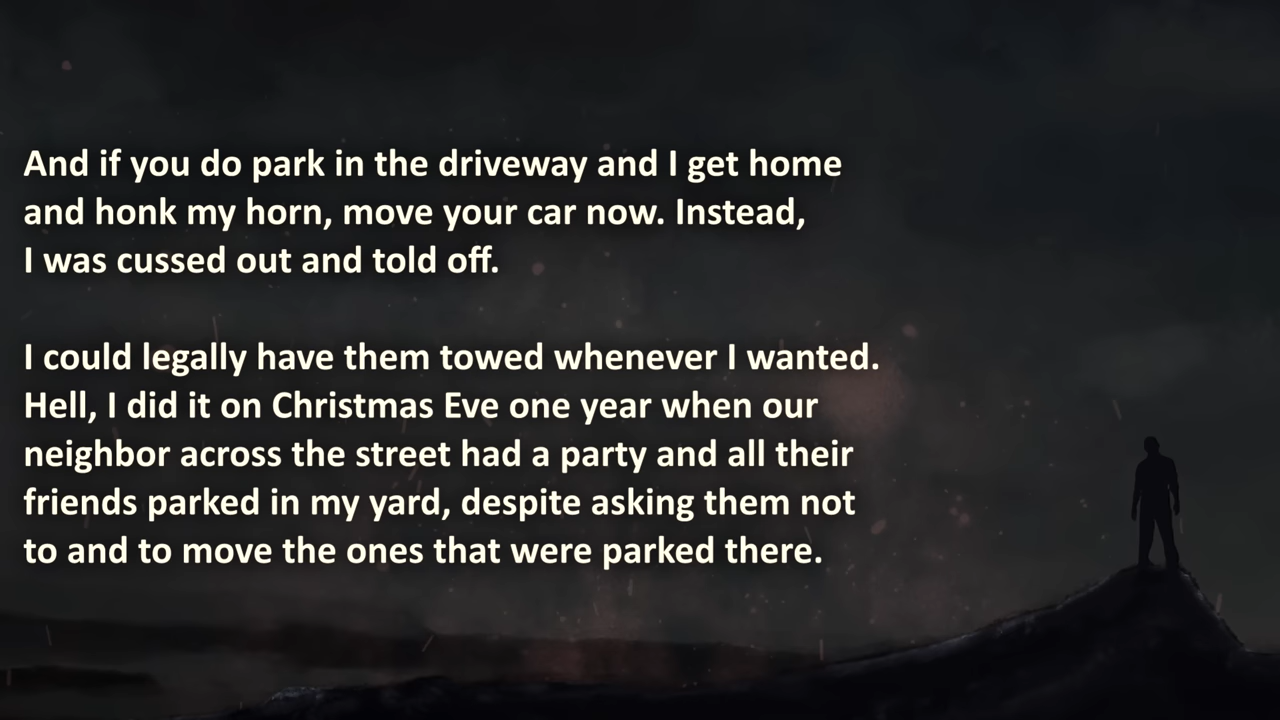 And if you do park in the driveway and I get home
and honk my horn, move your car now. Instead,
I was cussed out and told off.
I could legally have them towed whenever I wanted.
Hell, I did it on Christmas Eve one year when our
neighbor across the street had a party and all their
friends parked in my yard, despite asking them not
to and to move the ones that were parked there.